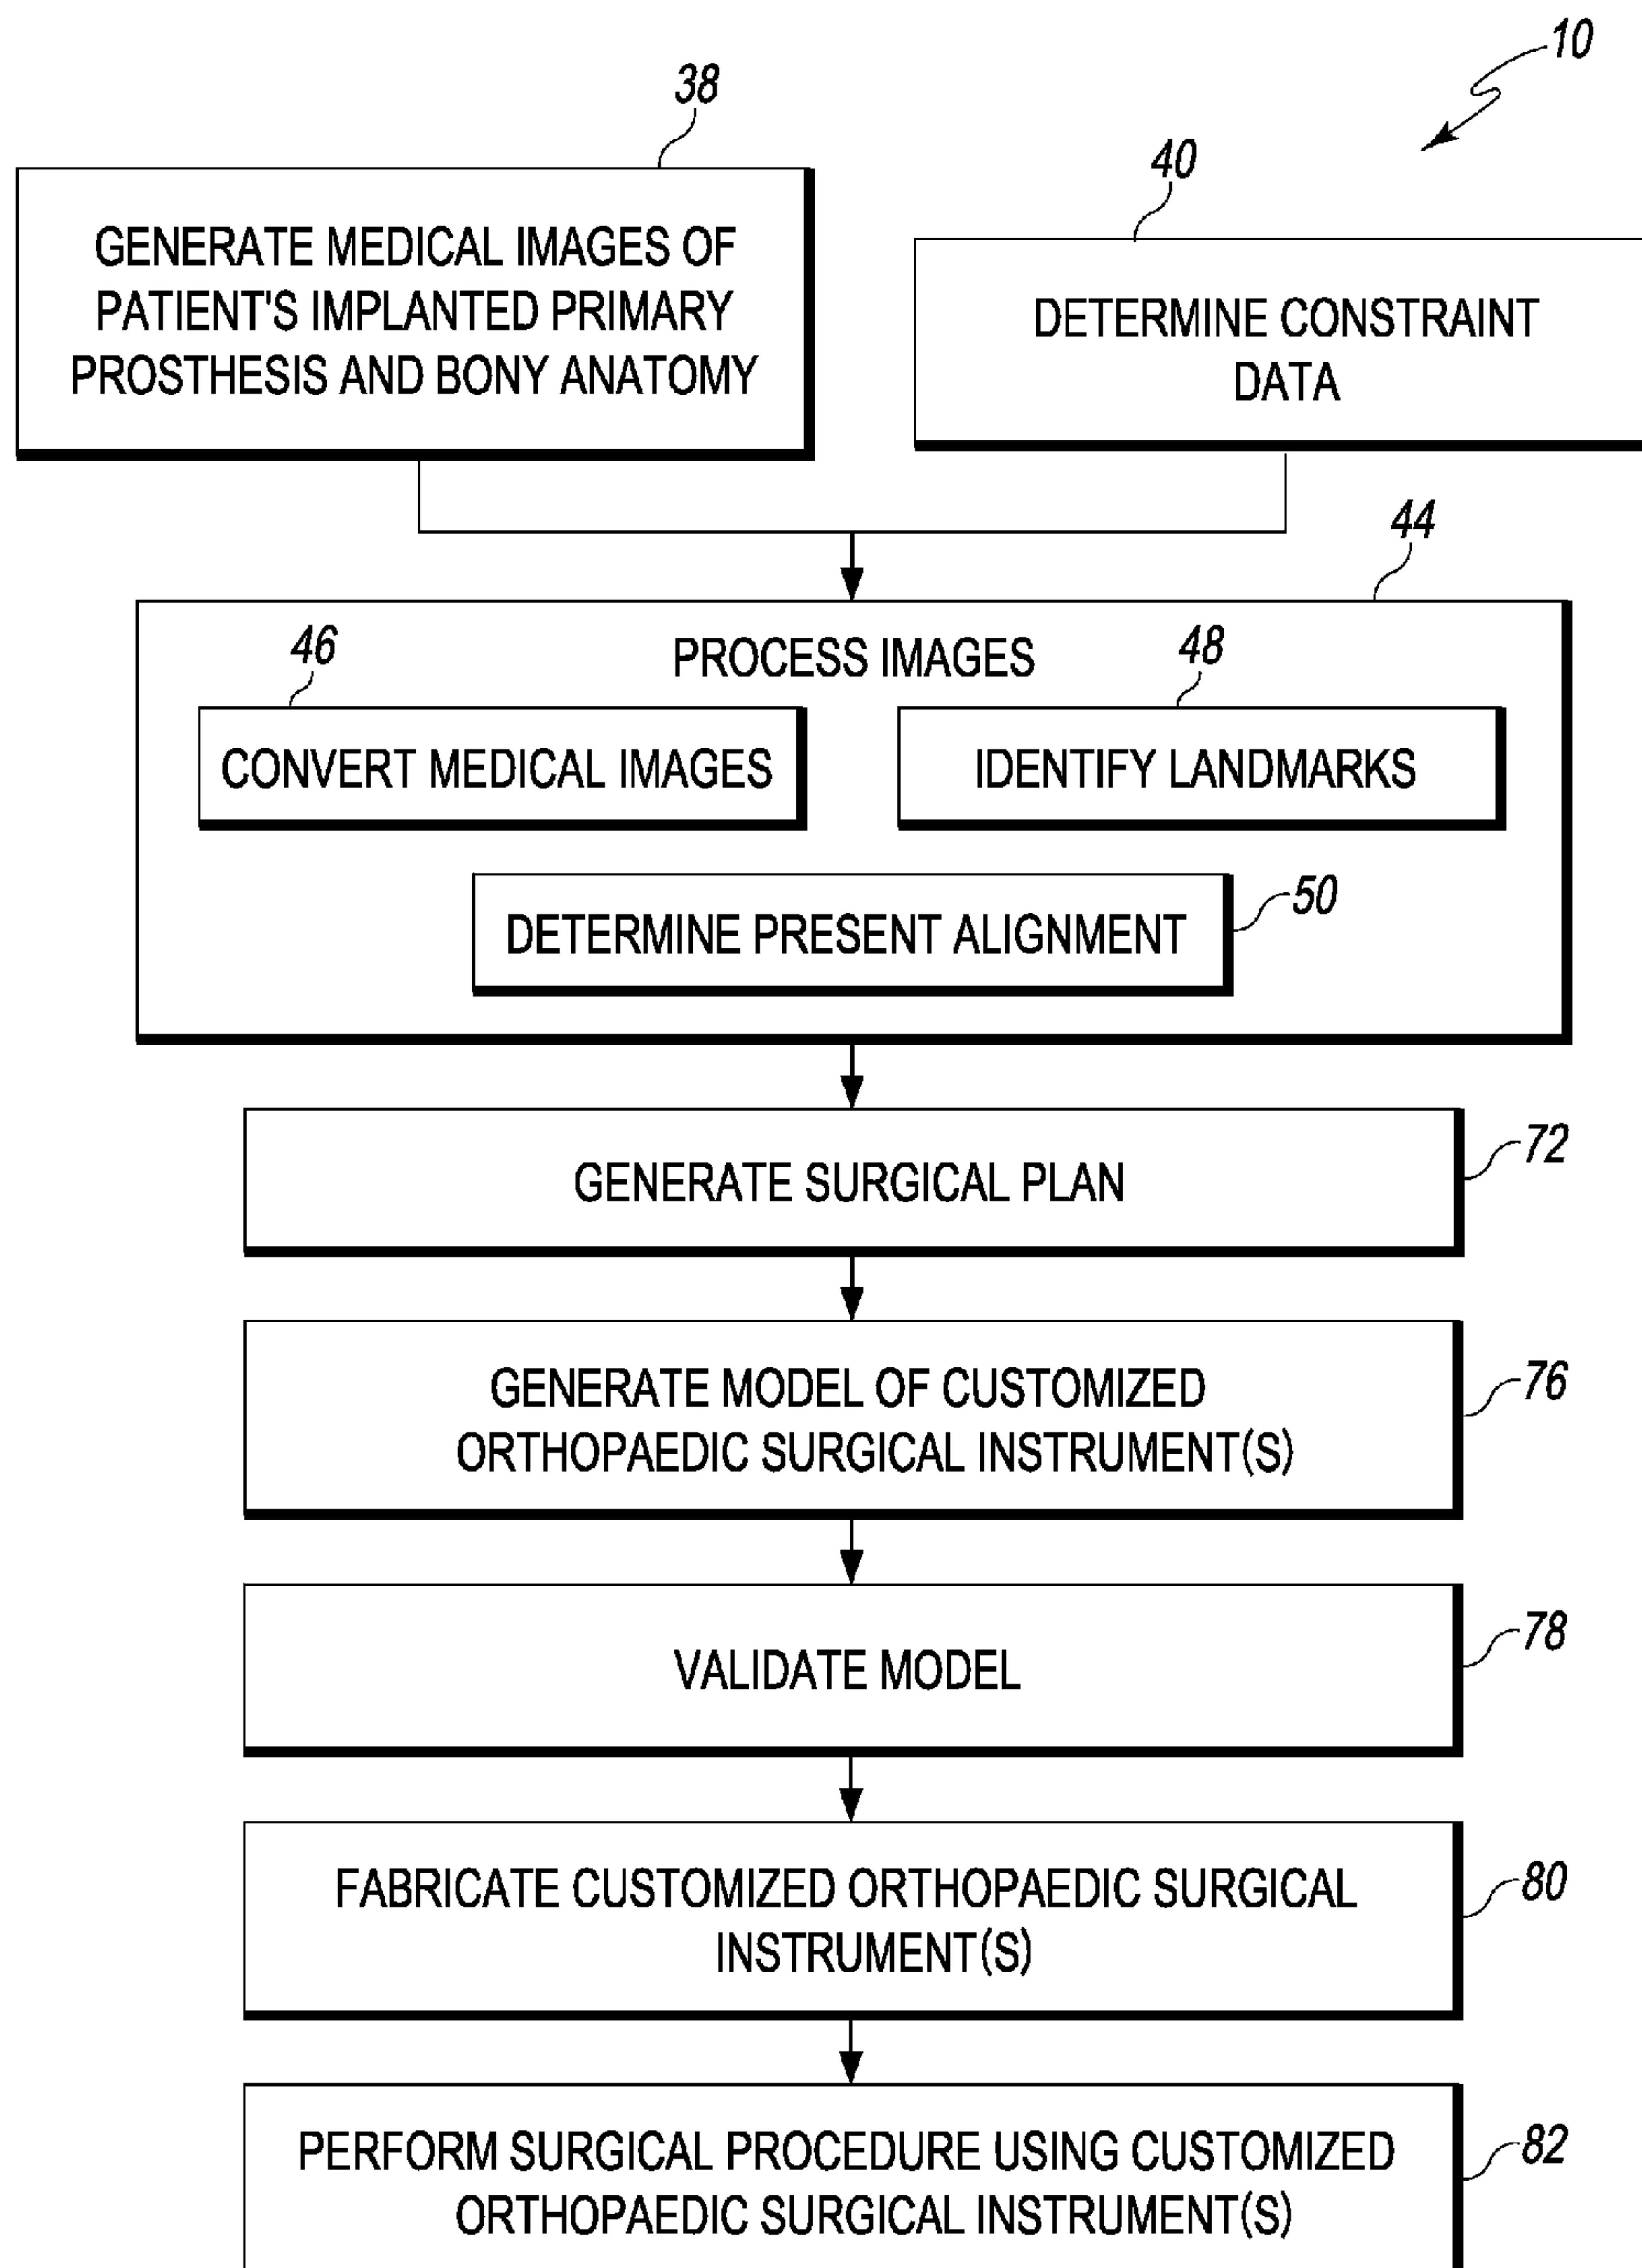 10
38
GENERATE MEDICAL IMAGES OF
PATIENT'S IMPLANTED PRIMARY
PROSTHESIS AND BONY ANATOMY
40
DETERMINE CONSTRAINT
DATA
44
PROCESS IMAGES
46
CONVERT MEDICAL IMAGES
48
IDENTIFY LANDMARKS
DETERMINE PRESENT ALIGNMENT
50
GENERATE SURGICAL PLAN
72
GENERATE MODEL OF CUSTOMIZED
ORTHOPAEDIC SURGICAL INSTRUMENT(S)
76
VALIDATE MODEL
78
FABRICATE CUSTOMIZED ORTHOPAEDIC SURGICAL
INSTRUMENT(S)
80
PERFORM SURGICAL PROCEDURE USING CUSTOMIZED
ORTHOPAEDIC SURGICAL INSTRUMENT(S)
82